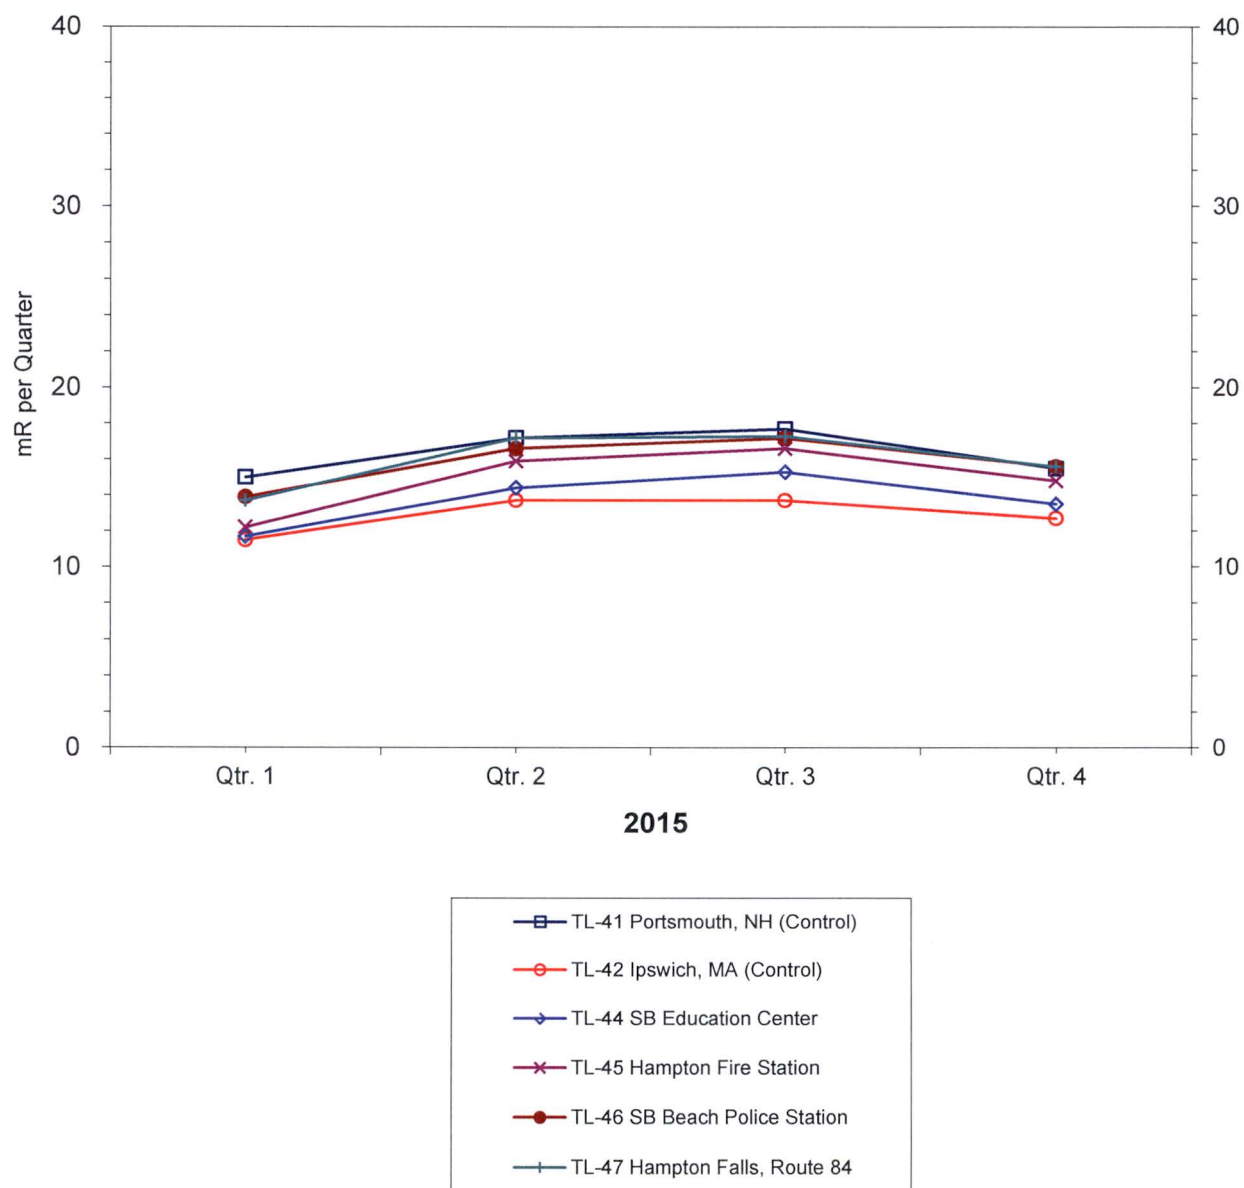 40
40
30
30
mR per Quarter
20
20
10
10
0
0
Qtr. 1
Qtr. 2
Qtr. 3
Qtr. 4
2015
TL-41 Portsmouth, NH (Control)
TL-42 Ipswich, MA (Control)
TL-44 SB Education Center
TL-45 Hampton Fire Station
TL-46 SB Beach Police Station
TL-47 Hampton Falls, Route 84